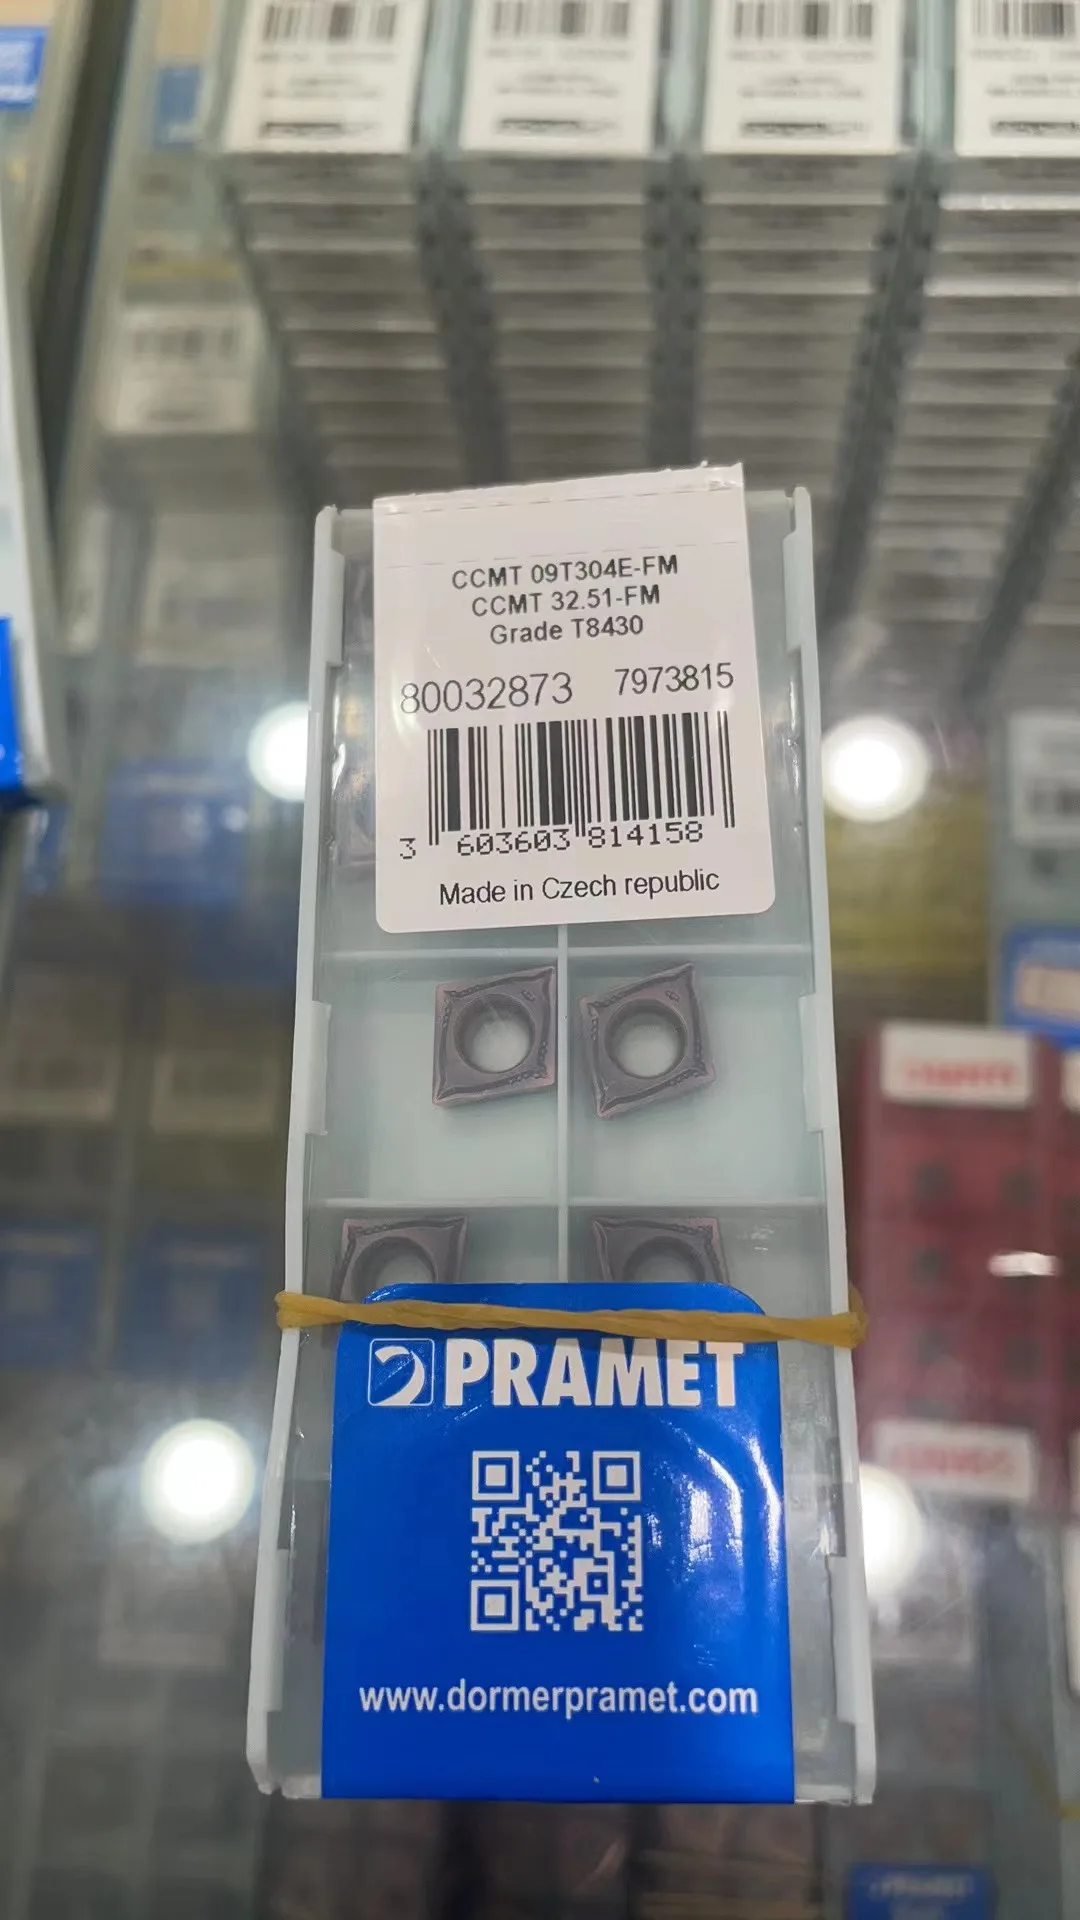 CCMT 09T304E-FM
CCMT 32.51-FM
Grade T8430
80032873 7973815
3 603603 814158
Made in Czech republic
PRAMET
www.dormerpramet.com